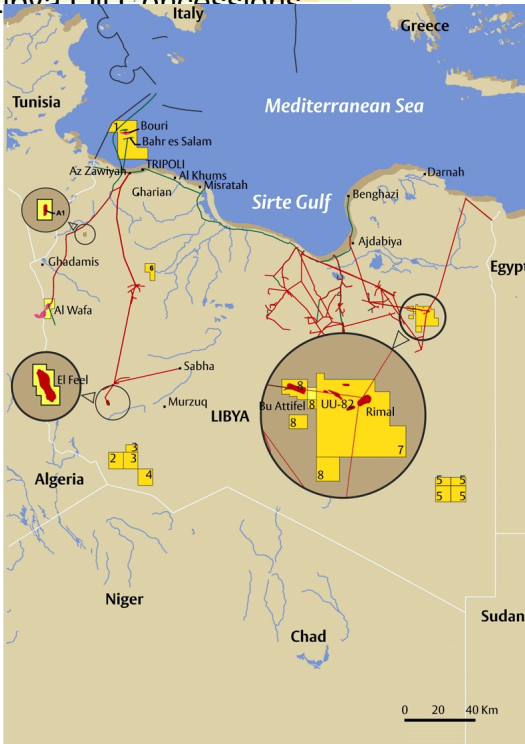 Concessions
Italy
Greece
Tunisia
Mediterranean Sea
1
Bouri
Bahr es Salam
TRIPOLI
Az Zawiyah
Al Khums
Misratah
Gharian
Darnah
Benghazi
Sirte Gulf
A1
Ajdabiya
Ghadamis
6
Egypt
Al Wafa
Sabha
El Feel
Murzuq
LIBYA
8
Bu Attifel
8
UU-82
Rimal
8
7
8
3
2
3
4
Algeria
5
5
5
5
Niger
Chad
Sudan
0 20 40 Km